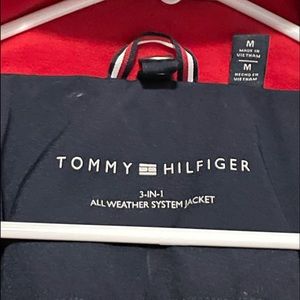 M
MADE IN
VIETNAM
M
HECHO EN
VIETNAM
TOMMY HILFIGER
3-IN-1
ALL WEATHER SYSTEM JACKET